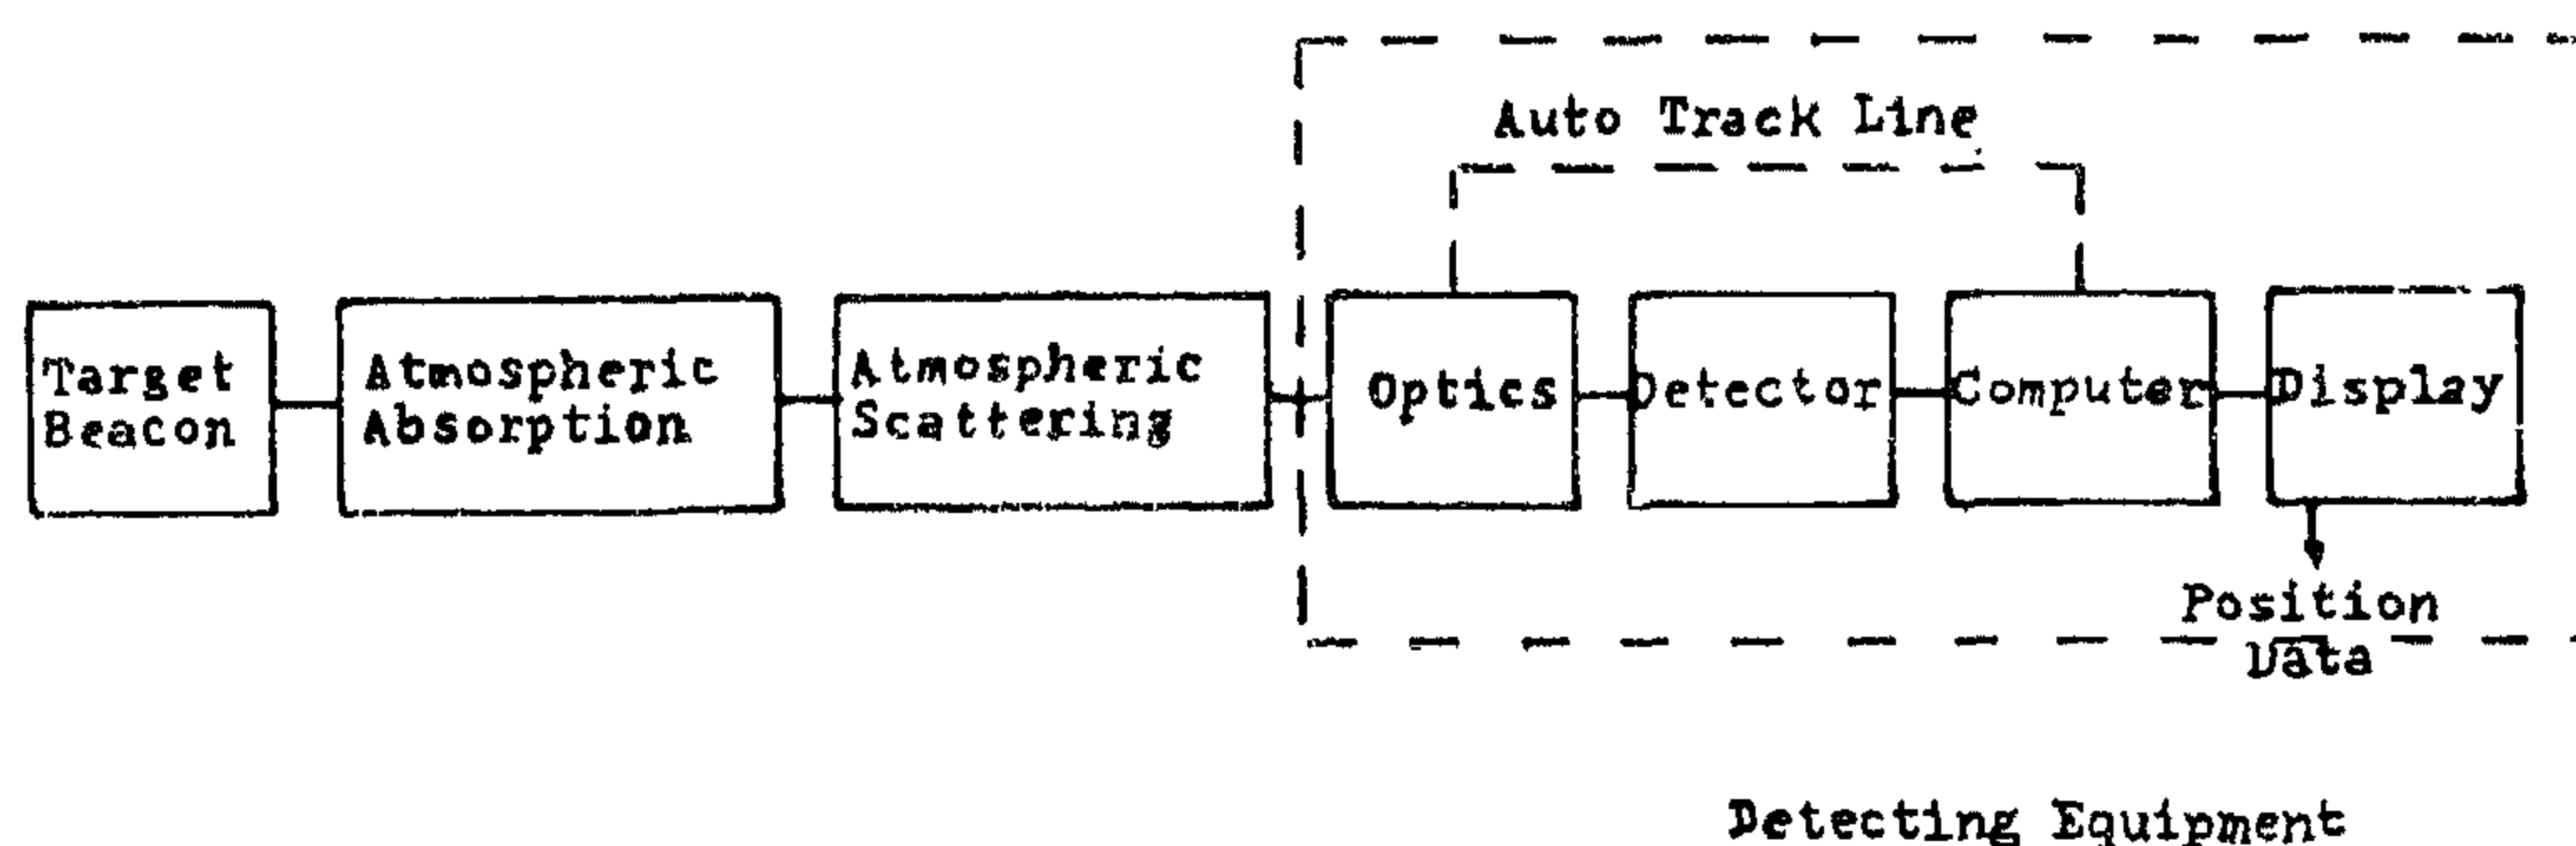 Auto Track Line
Target
Beacon
Atmospheric
Absorption
Atmospheric
Scattering
Optics
Detector
Computer
Display
Position
Data
Detecting Equipment